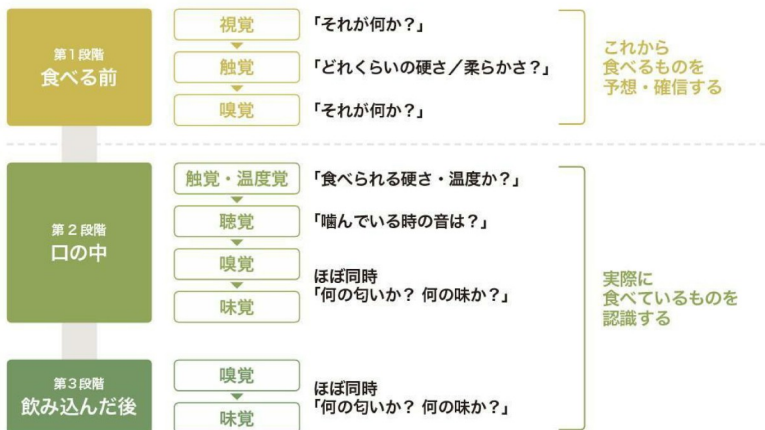 第1段階
食べる前
視覚
「それが何か？」
触覚
「どれくらいの硬さ／柔らかさ？」
嗅覚
「それが何か？」
これから
食べるものを
予想・確信する
第2段階
口の中
触覚・温度覚
「食べられる硬さ・温度か？」
聴覚
「噛んでいる時の音は？」
嗅覚
味覚
ほぼ同時
「何の匂いか？ 何の味か？」
第3段階
飲み込んだ後
嗅覚
味覚
ほぼ同時
「何の匂いか？ 何の味か？」
実際に
食べているものを
認識する